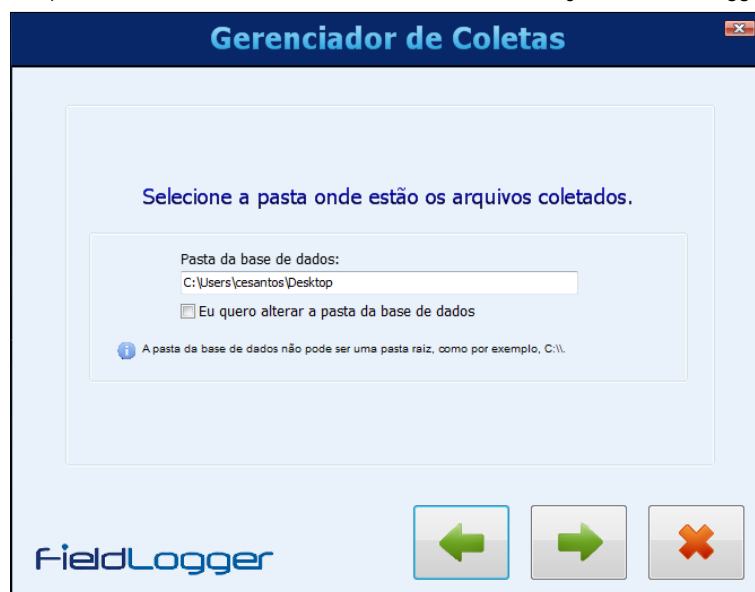 Gerenciador de Coletas
Selecione a pasta onde estão os arquivos coletados.
Pasta da base de dados:
C:\Users\cesantos\Desktop
Eu quero alterar a pasta da base de dados
A pasta da base de dados não pode ser uma pasta raiz, como por exemplo, C:\\.
FieldLogger